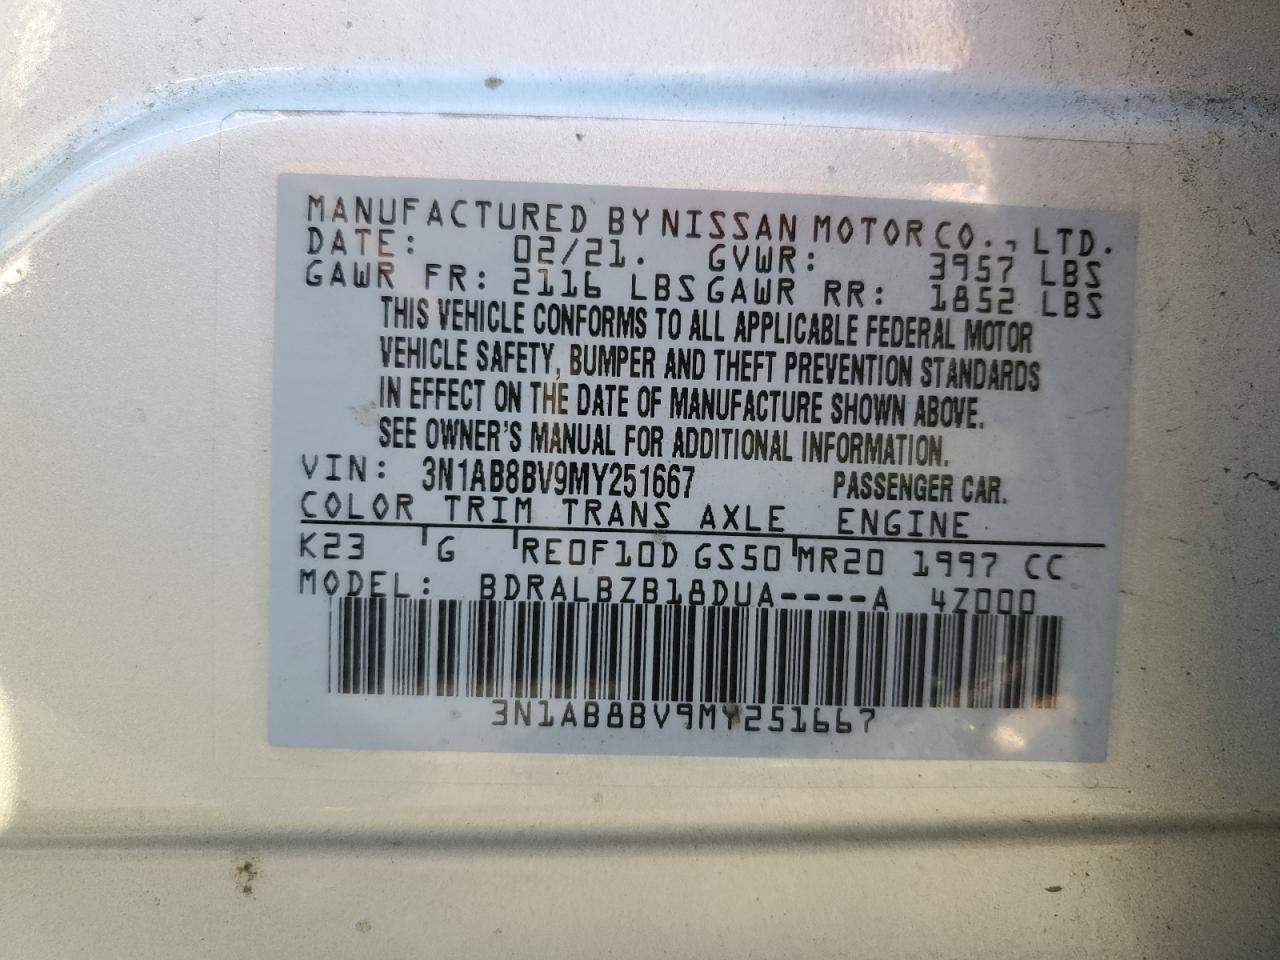 MANUFACTURED BY NISSAN MOTOR CO., LTD.
DATE: 02/21. GVWR: 3957 LBS
GAWR FR: 2116 LBS GAWR RR: 1852 LBS
THIS VEHICLE CONFORMS TO ALL APPLICABLE FEDERAL MOTOR
VEHICLE SAFETY, BUMPER AND THEFT PREVENTION STANDARDS
IN EFFECT ON THE DATE OF MANUFACTURE SHOWN ABOVE.
SEE OWNER'S MANUAL FOR ADDITIONAL INFORMATION.
VIN: 3N1AB8BV9MY251667 PASSENGER CAR.
COLOR TRIM TRANS AXLE ENGINE
K23 G RE0F10D GS50 MR20 1997 CC
MODEL: BDRALBZB18DUA----A 4Z000
3N1AB8BV9MY251667